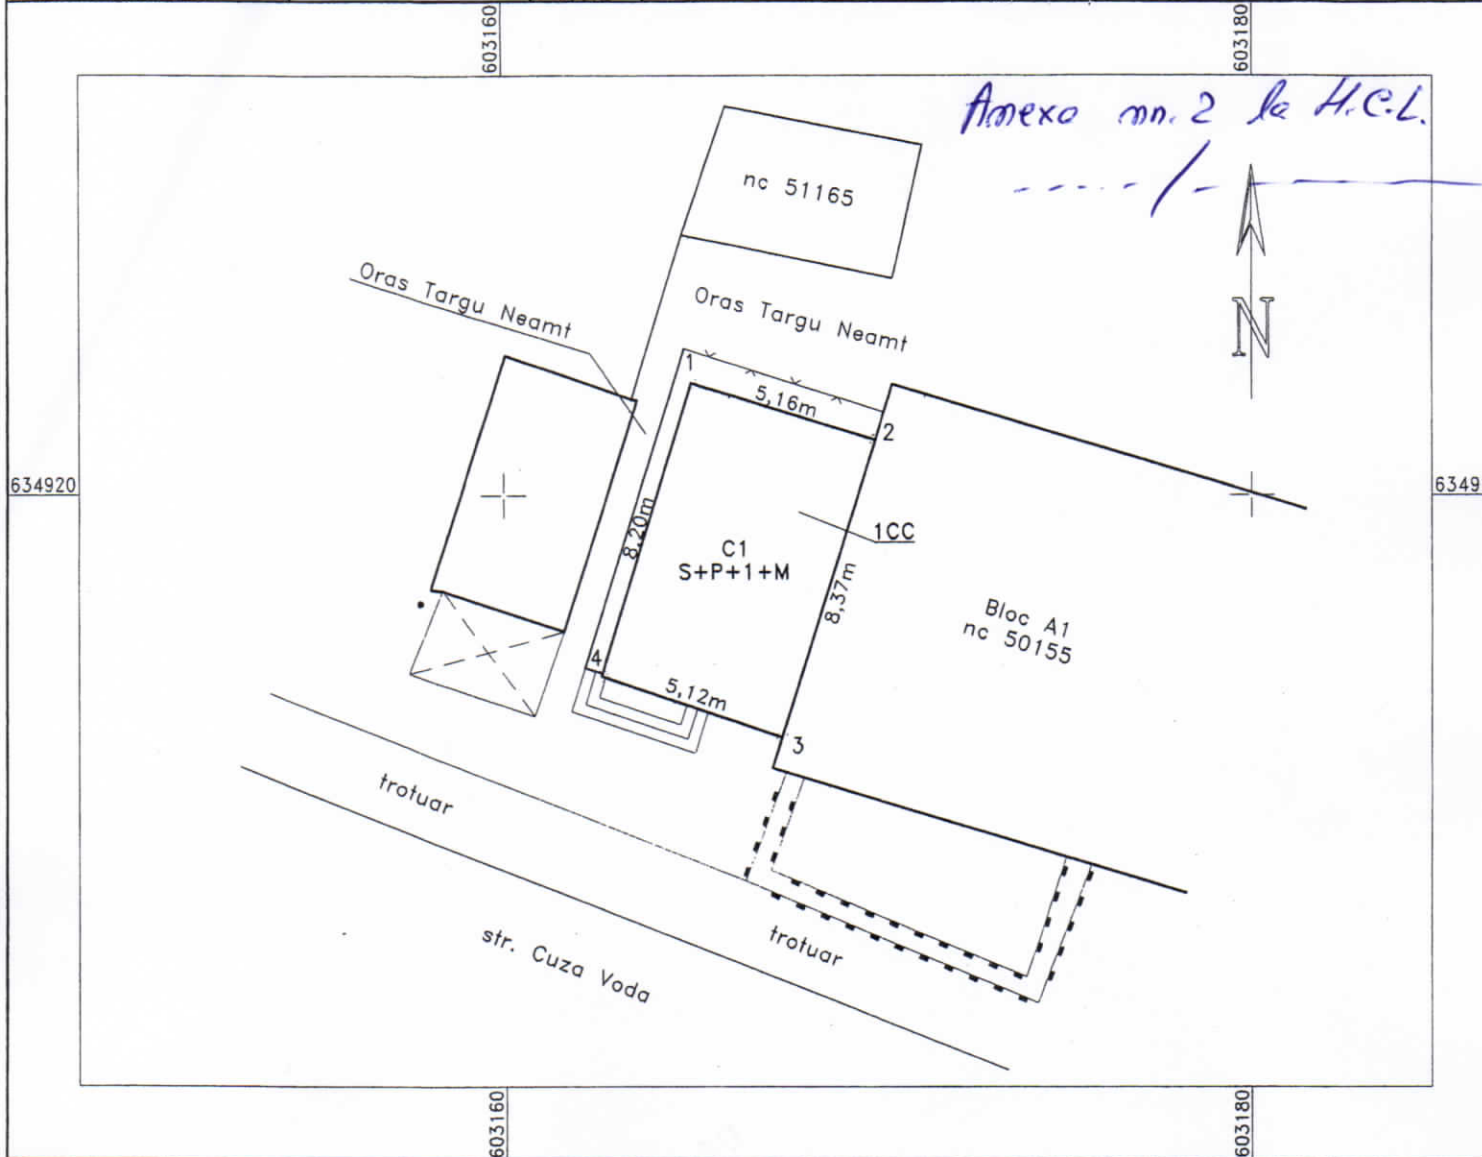 603160
603180
Anexa nr. 2 la H.C.L.
nc 51165
Oras Targu Neamt
Oras Targu Neamt
1
5,16m
2
634920
6349
8,20m
1CC
C1
S+P+1+M
8,37m
Bloc A1
nc 50155
N
4
5,12m
3
trotuar
trotuar
str. Cuza Voda
603160
603180